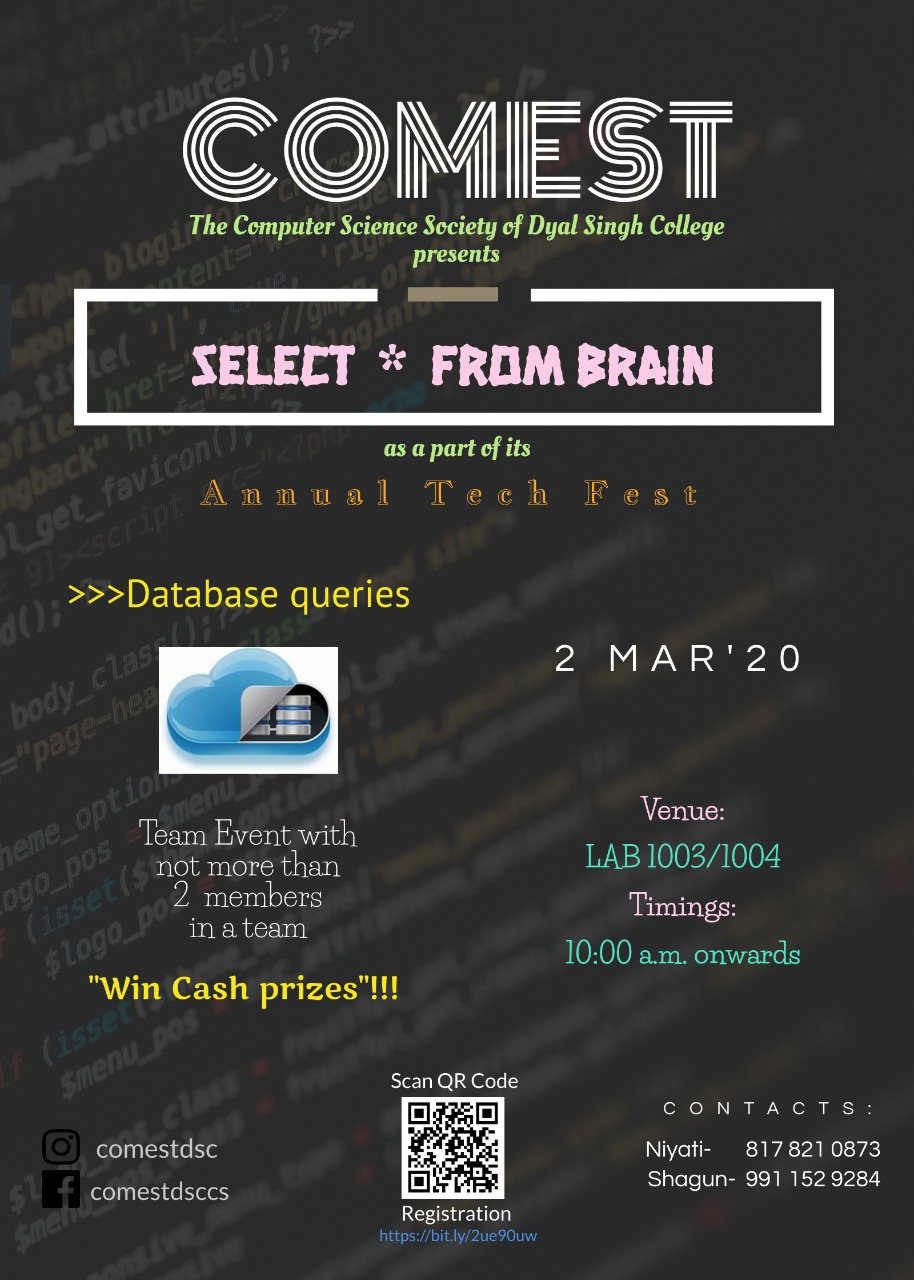 COMEST
The Computer Science Society of Dyal Singh College
presents
SELECT * FROM BRAIN
as a part of its
Annual Tech Fest
>>>Database queries
2 MAR'20
Team Event with
not more than
2 members
in a team
"Win Cash prizes"!!!
Venue:
LAB 1003/1004
Timings:
10:00 a.m. onwards
Scan QR Code
Registration
https://bit.ly/2ue90uw
comestdsc
comestdsccs
CONTACTS:
Niyati- 817 821 0873
Shagun- 991 152 9284